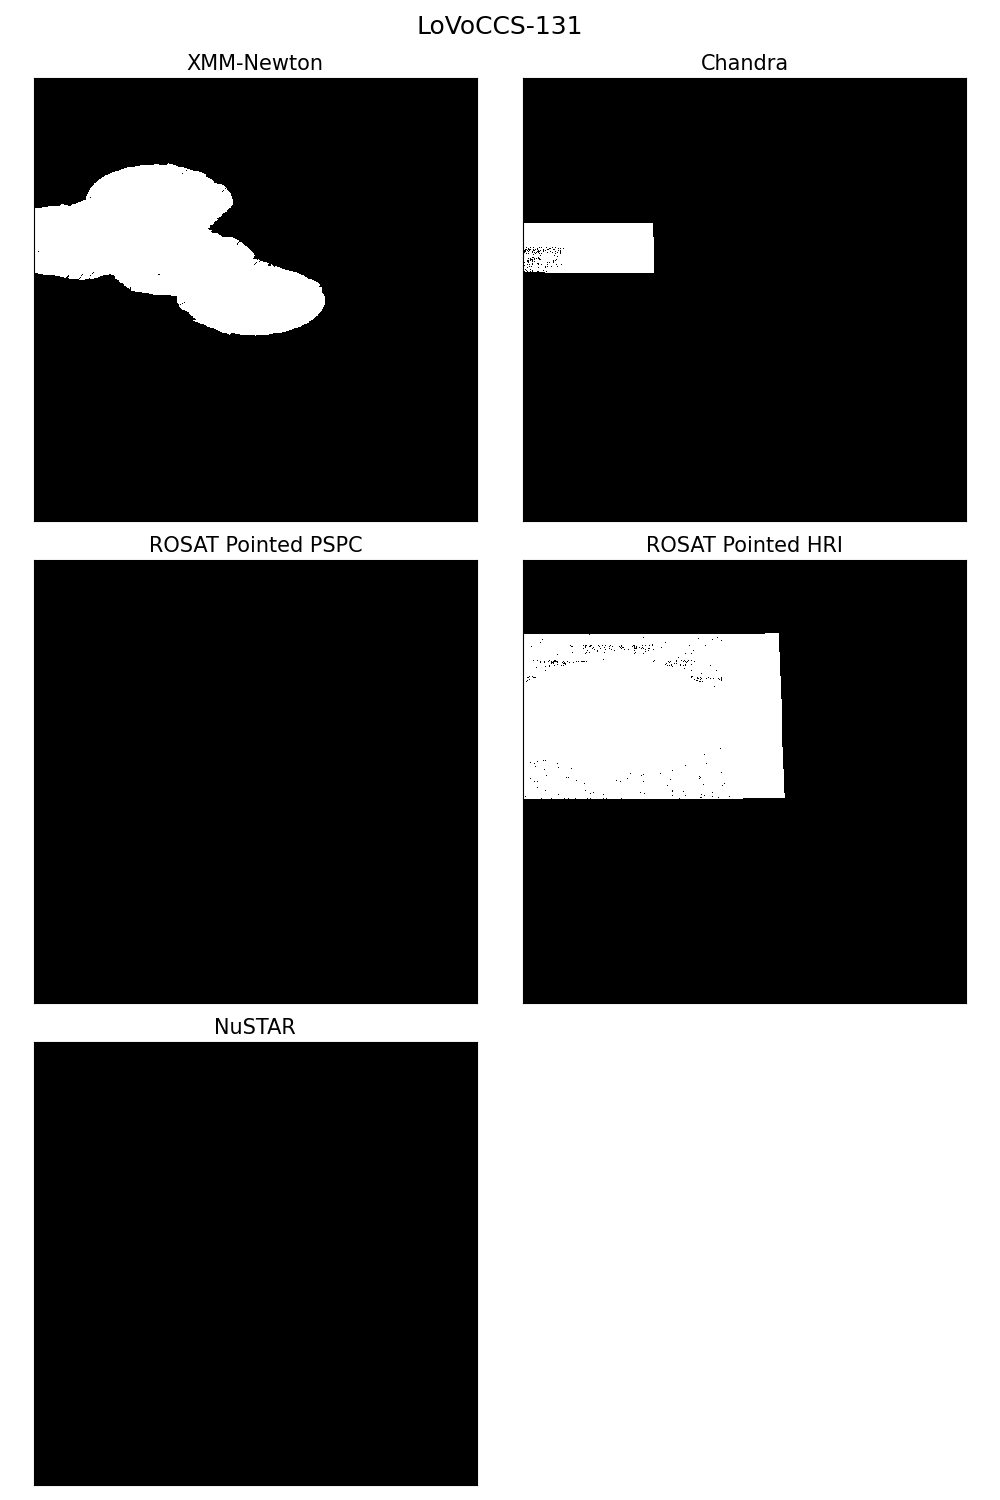 LoVoCCS-131
XMM-Newton
Chandra
ROSAT Pointed PSPC
ROSAT Pointed HRI
NuSTAR